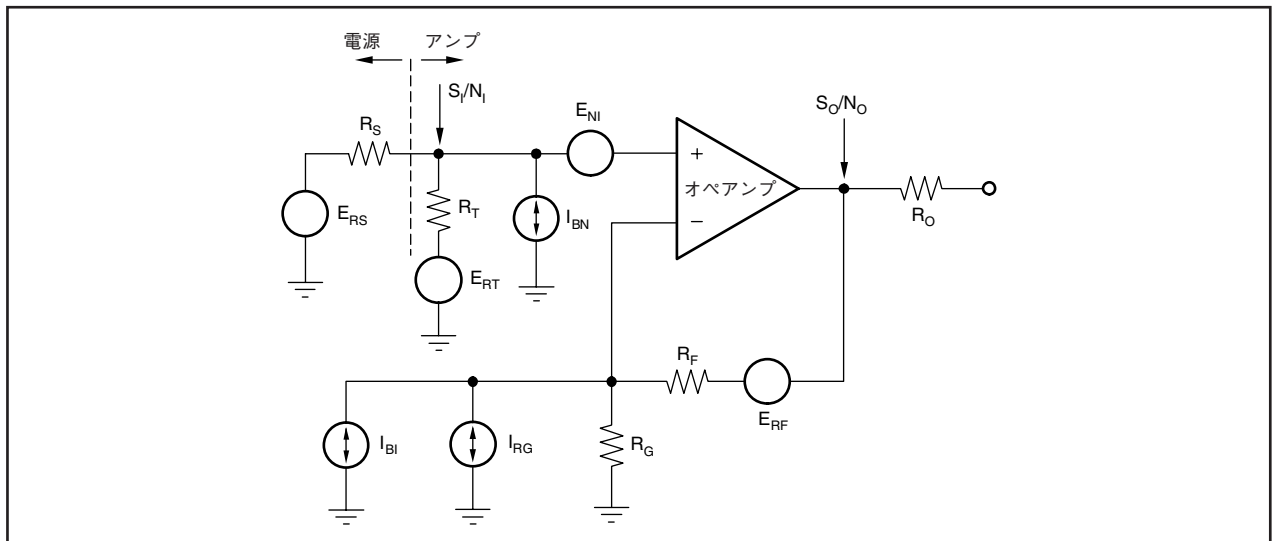 電源 アンプ
S_I/N_I
E_NI
S_O/N_O
R_S
+
オペアンプ
−
R_O
E_RS
R_T
I_BN
E_RT
R_F
E_RF
I_BI
I_RG
R_G